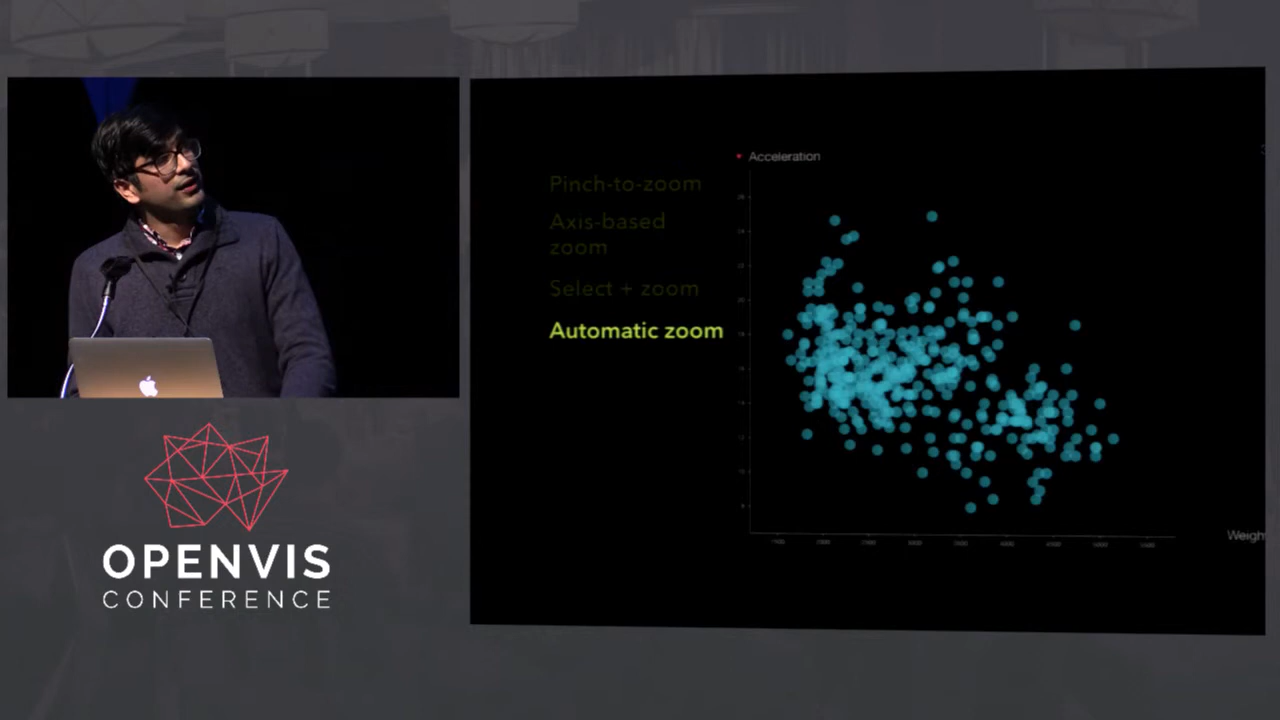 Acceleration
Pinch-to-zoom
Axis-based
zoom
Select + zoom
Automatic zoom
Weigh
OPENVIS
CONFERENCE